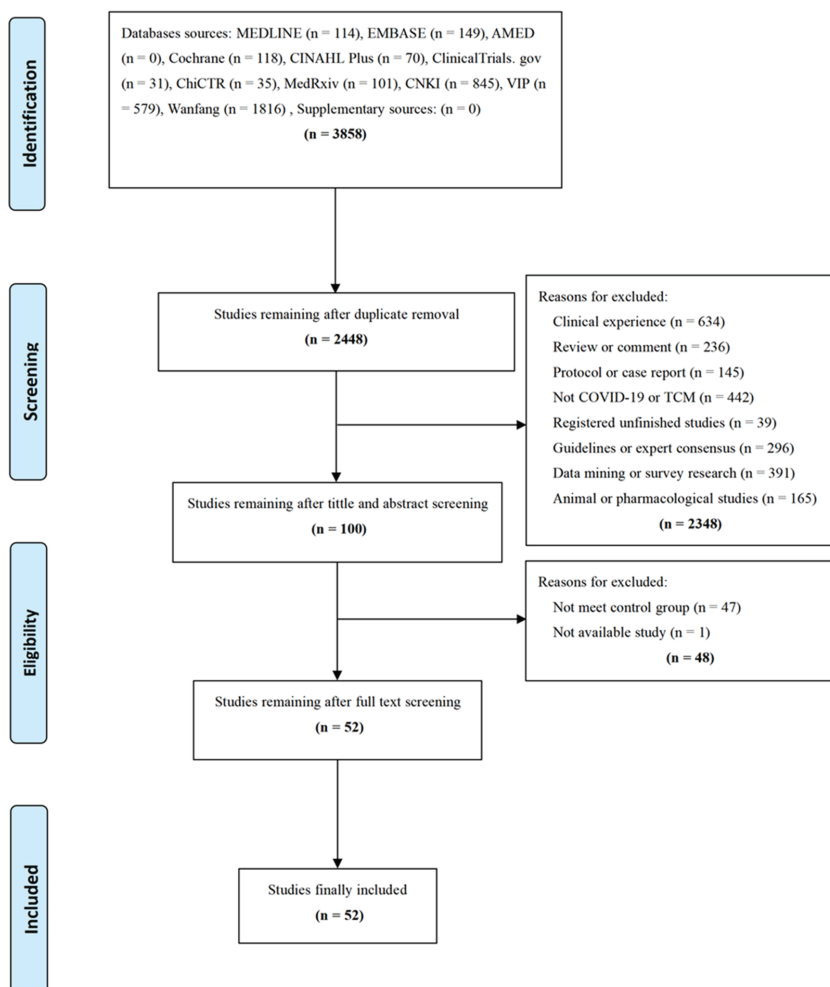 Identification
Databases sources: MEDLINE (n = 114), EMBASE (n = 149), AMED
(n = 0), Cochrane (n = 118), CINAHL Plus (n = 70), ClinicalTrials. gov
(n = 31), ChiCTR (n = 35), MedRxiv (n = 101), CNKI (n = 845), VIP (n
= 579), Wanfang (n = 1816) , Supplementary sources: (n = 0)
(n = 3858)
Screening
Studies remaining after duplicate removal
(n = 2448)
Reasons for excluded:
Clinical experience (n = 634)
Review or comment (n = 236)
Protocol or case report (n = 145)
Not COVID-19 or TCM (n = 442)
Registered unfinished studies (n = 39)
Guidelines or expert consensus (n = 296)
Data mining or survey research (n = 391)
Animal or pharmacological studies (n = 165)
(n = 2348)
Studies remaining after tittle and abstract screening
(n = 100)
Eligibility
Reasons for excluded:
Not meet control group (n = 47)
Not available study (n = 1)
(n = 48)
Studies remaining after full text screening
(n = 52)
Included
Studies finally included
(n = 52)